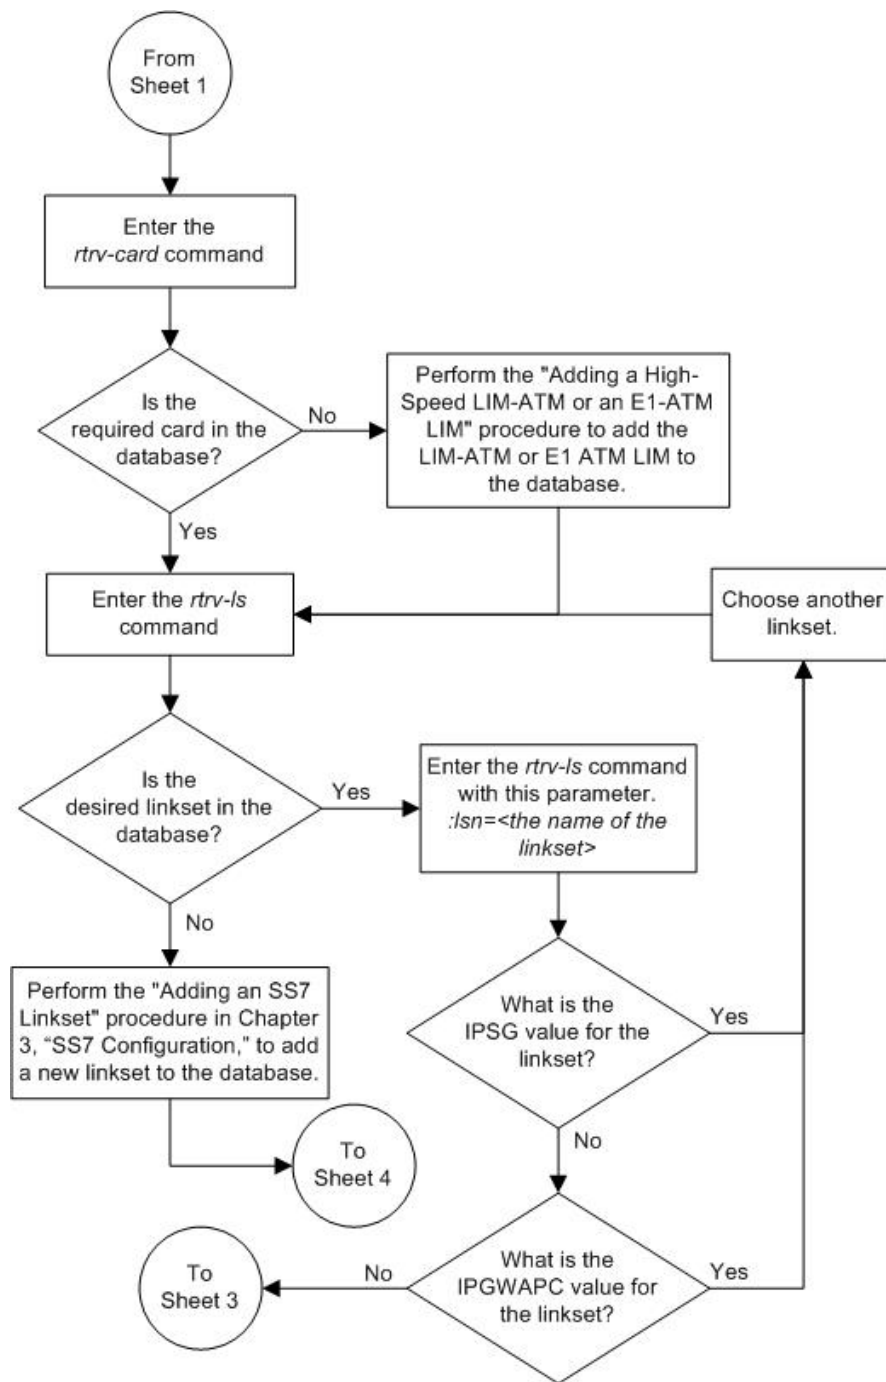 From
Sheet 1
Enter the
rtrv-card command
Is the
required card in the
database?
No
Perform the "Adding a High-
Speed LIM-ATM or an E1-ATM
LIM" procedure to add the
LIM-ATM or E1 ATM LIM to
the database.
Yes
Enter the rtrv-ls
command
Choose another
linkset.
Is the
desired linkset in the
database?
Yes
Enter the rtrv-ls command
with this parameter.
:lsn=<the name of the
linkset>
No
Perform the "Adding an SS7
Linkset" procedure in Chapter
3, “SS7 Configuration,” to add
a new linkset to the database.
What is the
IPSG value for the
linkset?
Yes
No
To
Sheet 4
What is the
IPGWAPC value for
the linkset?
Yes
No
To
Sheet 3